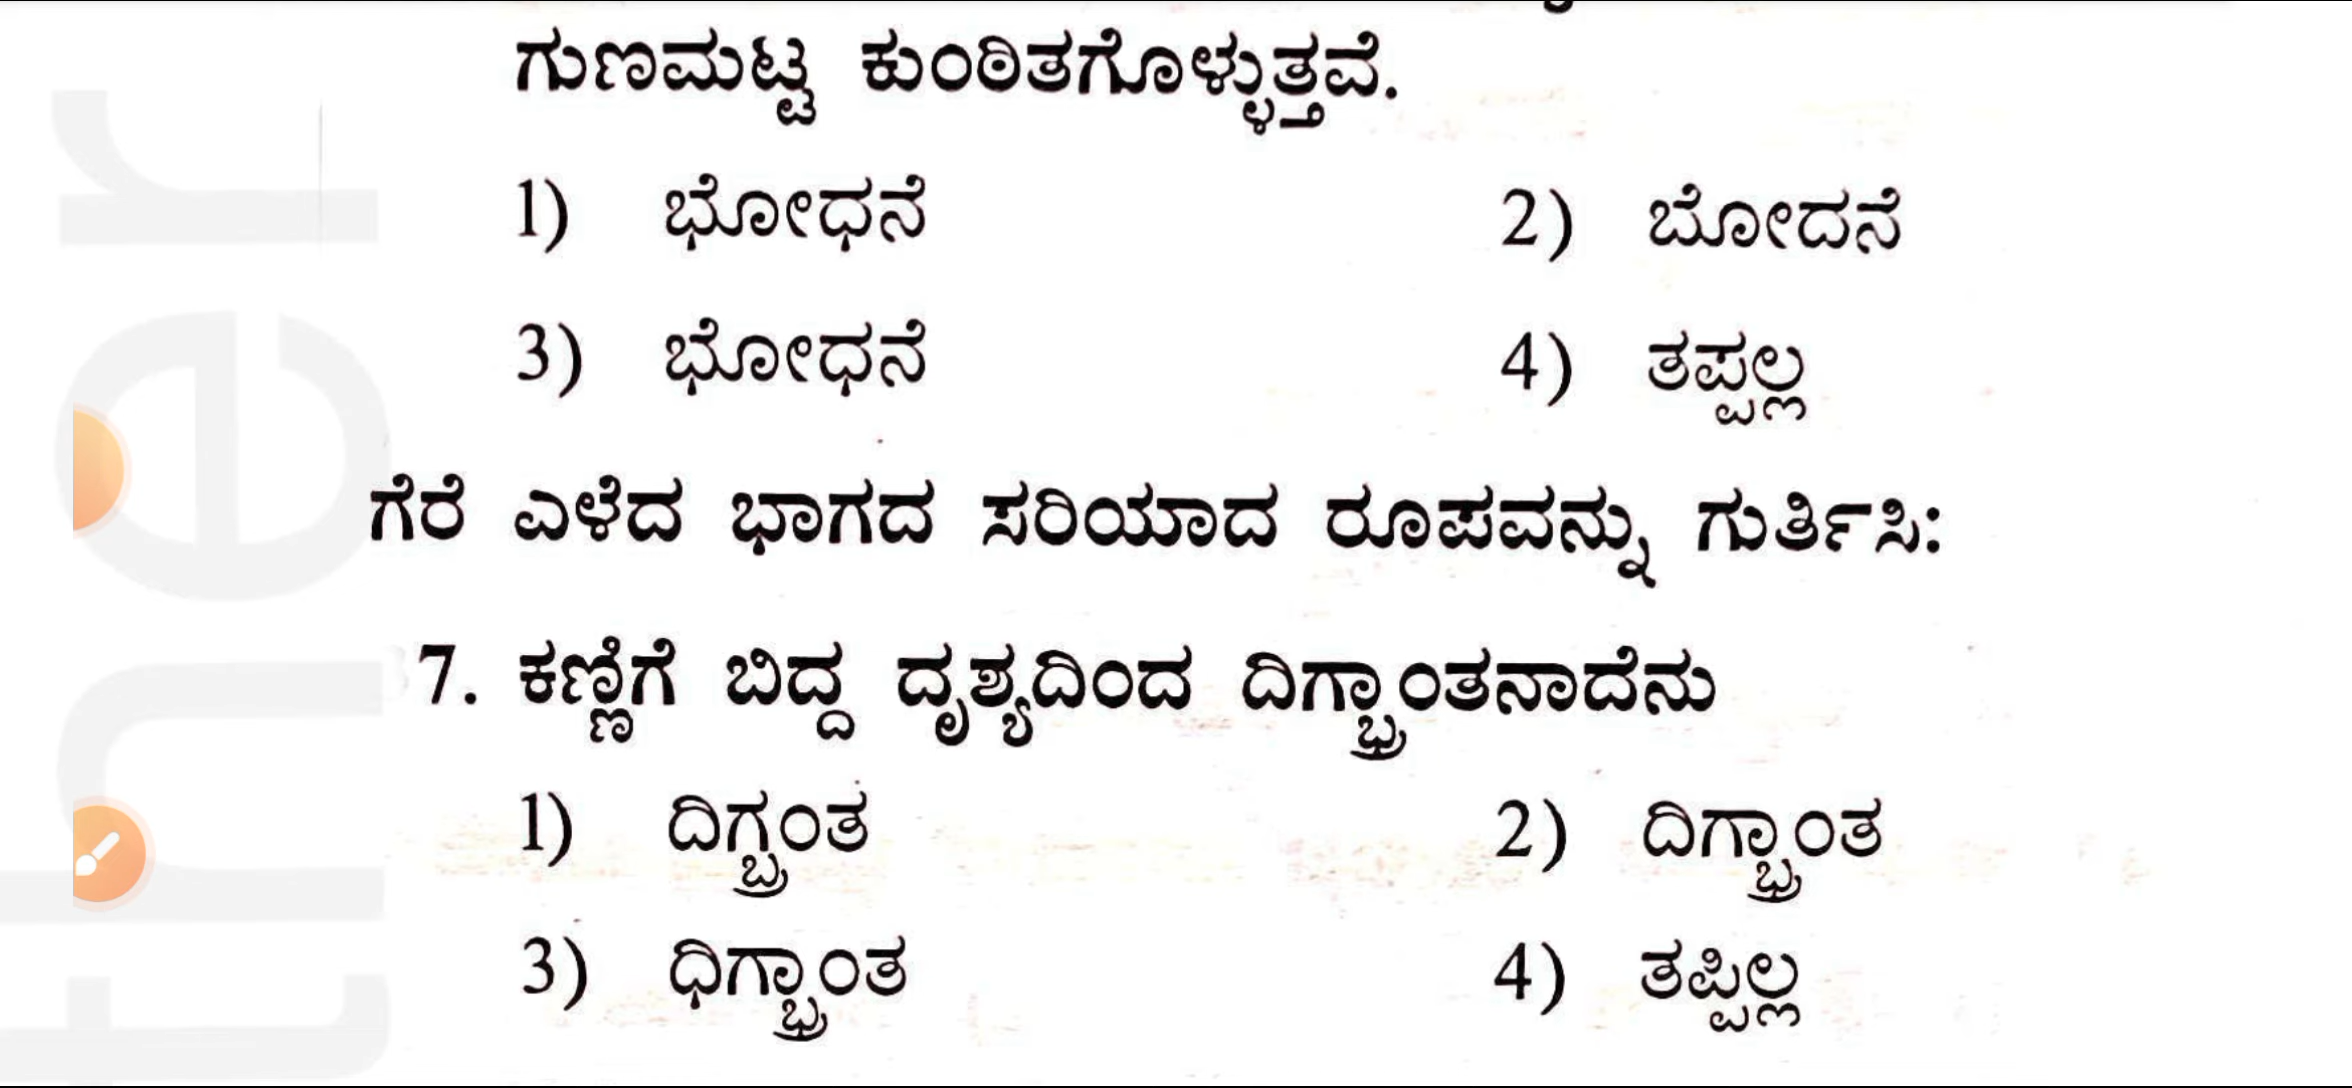 ಗುಣಮಟ್ಟ ಕುಂಠಿತಗೊಳ್ಳುತ್ತವೆ.
1) ಭೋಧನೆ 2) ಬೋದನೆ
3) ಭೋಧನೆ 4) ತಪ್ಪಲ್ಲ
ಗೆರೆ ಎಳೆದ ಭಾಗದ ಸರಿಯಾದ ರೂಪವನ್ನು ಗುರ್ತಿಸಿ:
7. ಕಣ್ಣಿಗೆ ಬಿದ್ದ ದೃಶ್ಯದಿಂದ ದಿಗ್ಭ್ರಾಂತನಾದೆನು
1) ದಿಗ್ಬ್ರಂತ 2) ದಿಗ್ಭ್ರಾಂತ
3) ಧಿಗ್ಭ್ರಾಂತ 4) ತಪ್ಪಿಲ್ಲ
ther